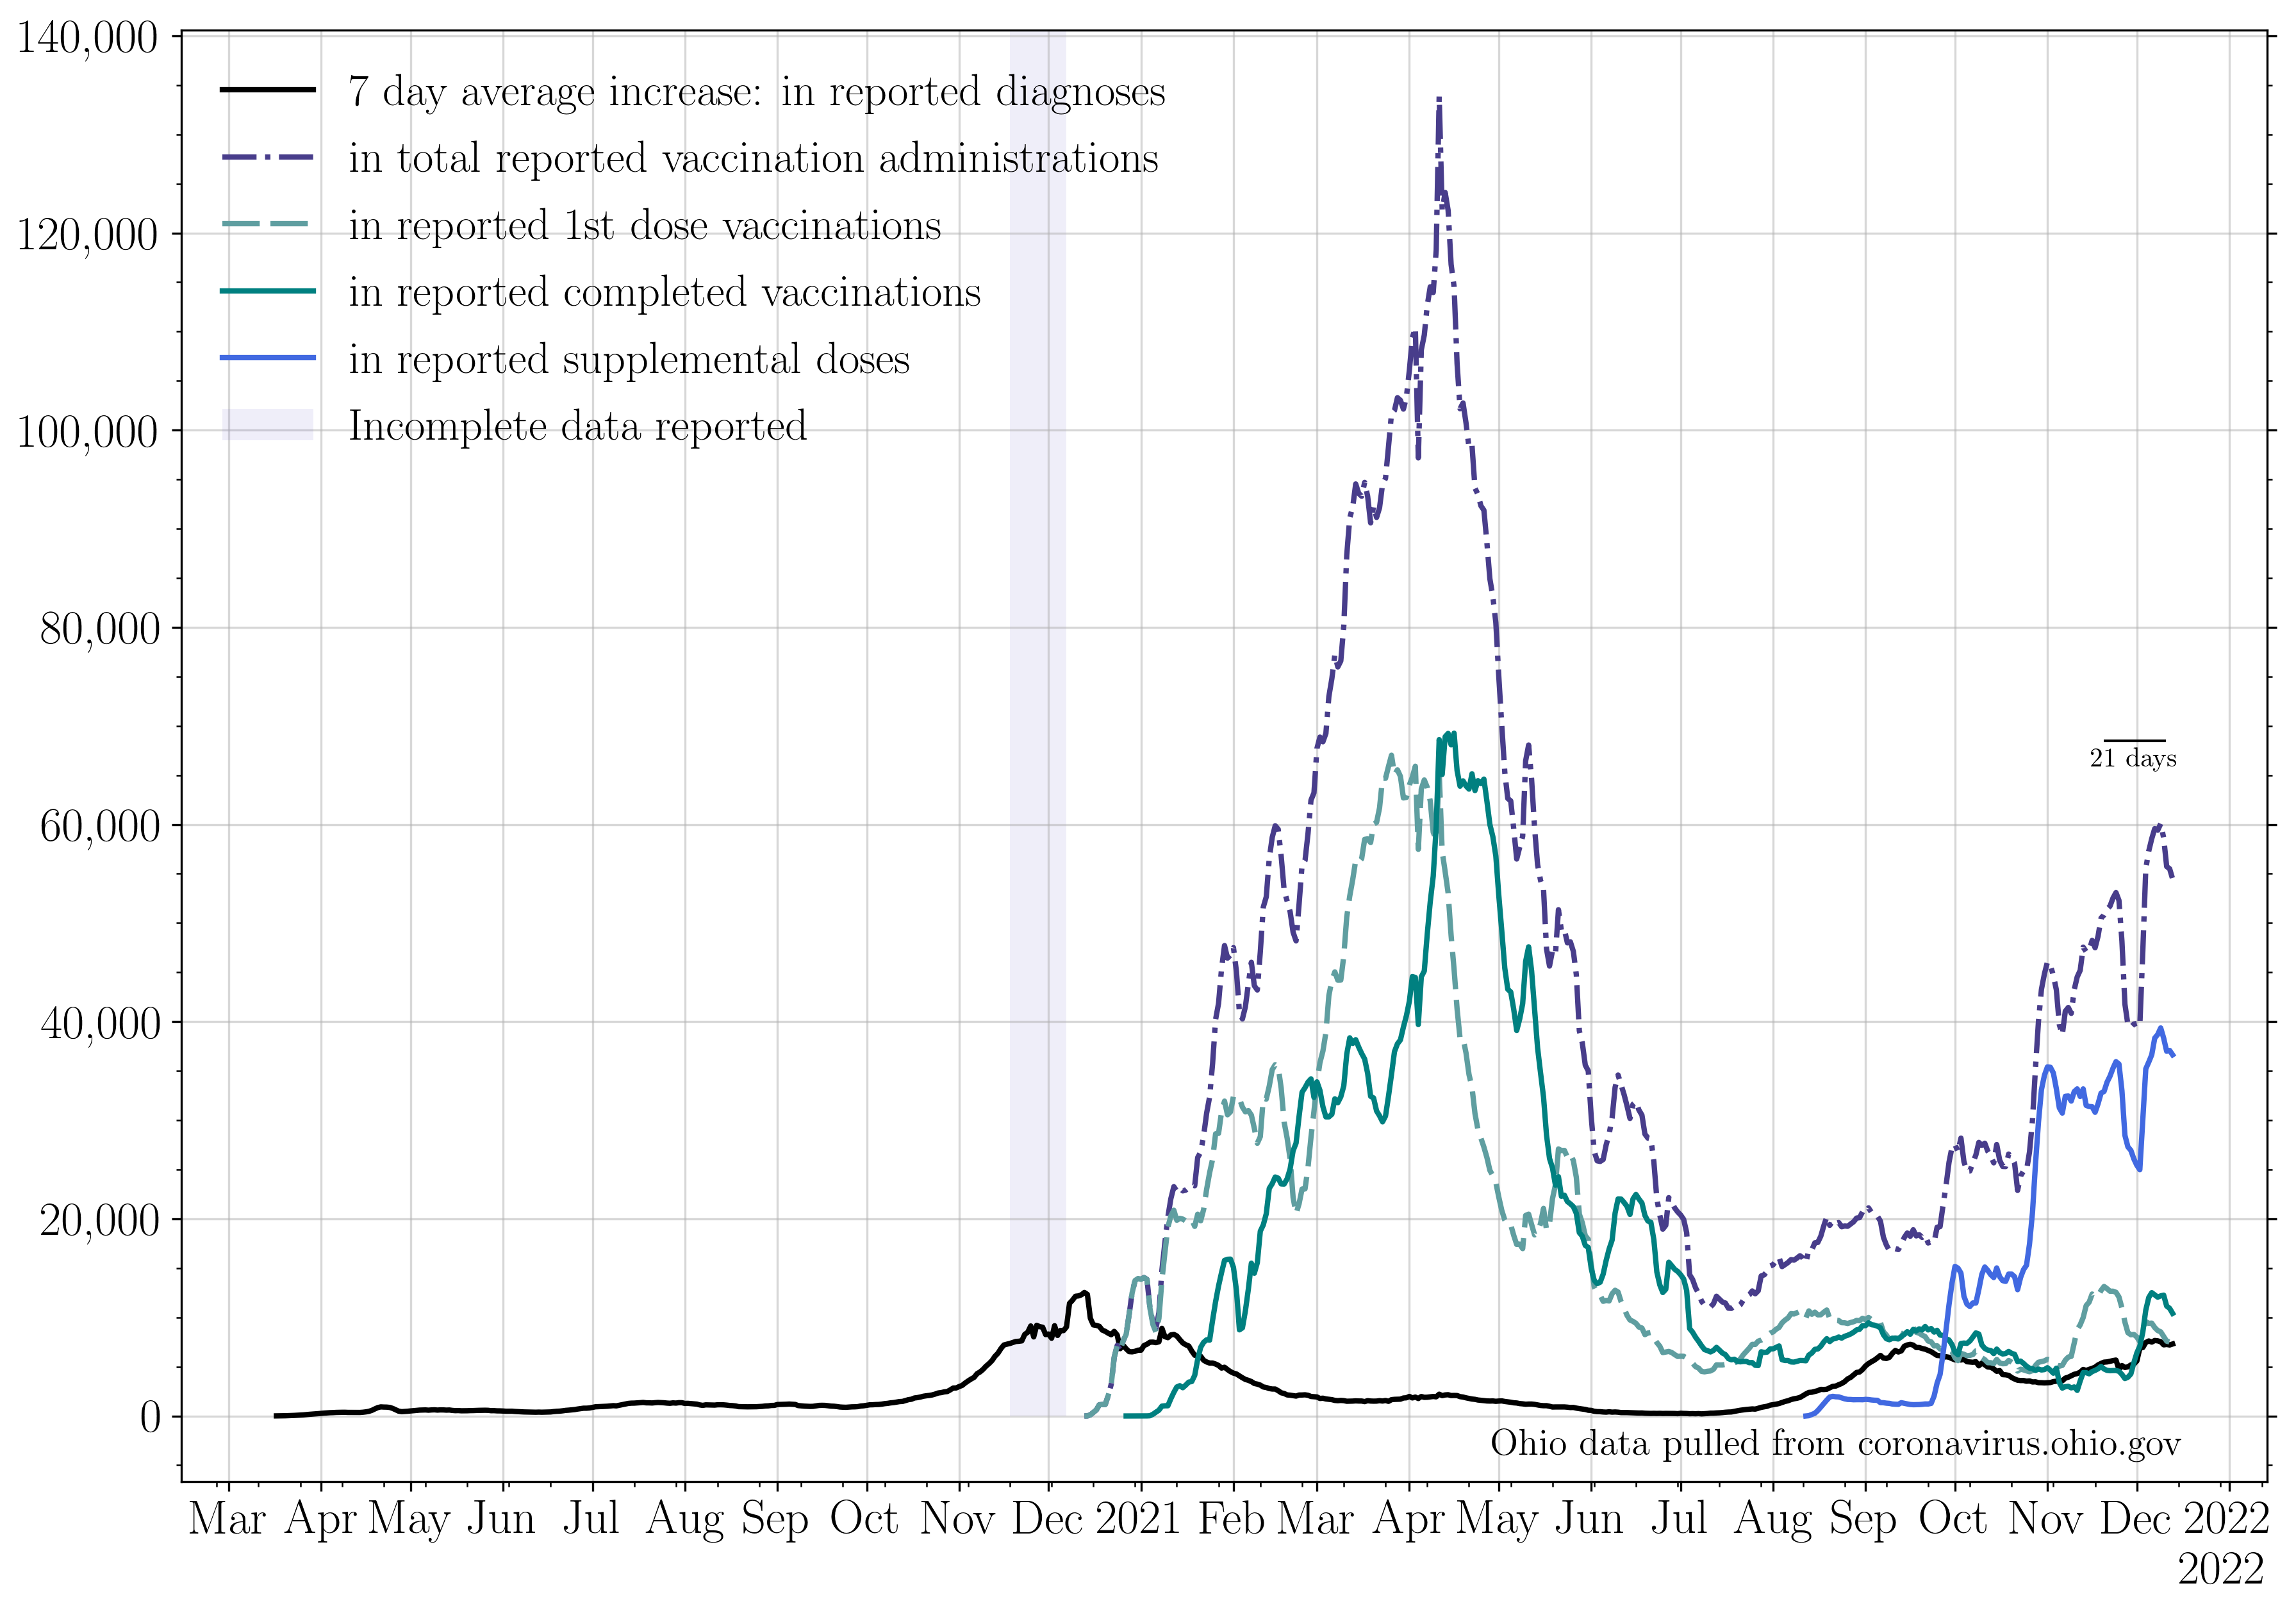 140,000
120,000
100,000
80,000
60,000
40,000
20,000
0
7 day average increase: in reported diagnoses
in total reported vaccination administrations
in reported 1st dose vaccinations
in reported completed vaccinations
in reported supplemental doses
Incomplete data reported
21 days
Ohio data pulled from coronavirus.ohio.gov
Mar Apr May Jun Jul Aug Sep Oct Nov Dec 2021 Feb Mar Apr May Jun Jul Aug Sep Oct Nov Dec 2022
2022